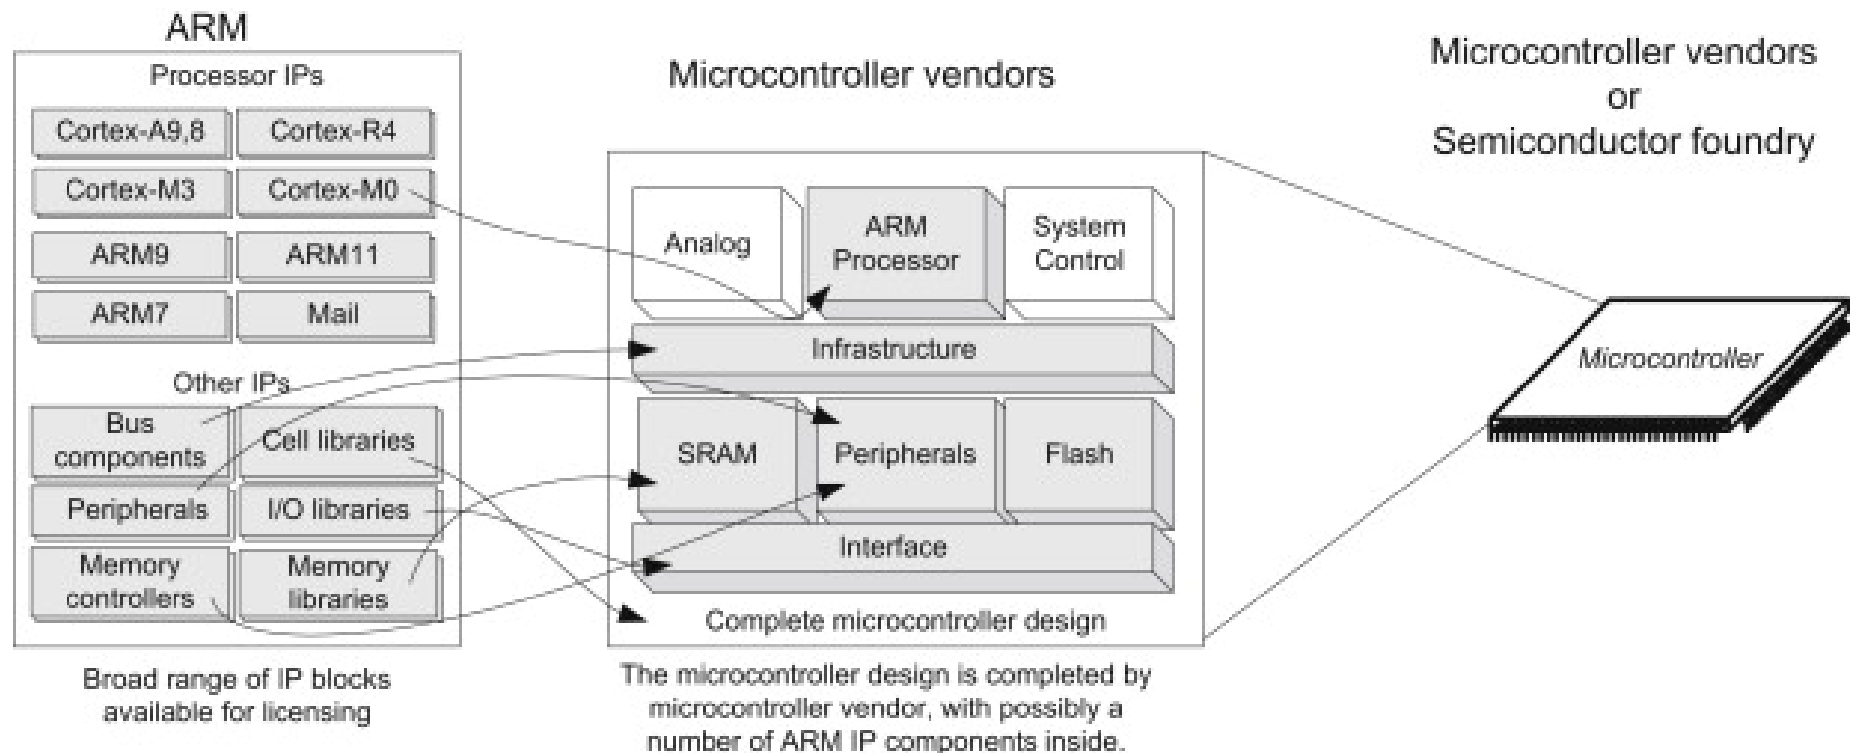 ARM
Processor IPs
Cortex-A9,8
Cortex-R4
Cortex-M3
Cortex-M0
ARM9
ARM11
ARM7
Mail
Other IPs
Bus
components
Cell libraries
Peripherals
I/O libraries
Memory
controllers
Memory
libraries
Broad range of IP blocks
available for licensing
Microcontroller vendors
Analog
ARM
Processor
System
Control
Infrastructure
SRAM
Peripherals
Flash
Interface
Complete microcontroller design
The microcontroller design is completed by
microcontroller vendor, with possibly a
number of ARM IP components inside.
Microcontroller vendors
or
Semiconductor foundry
Microcontroller